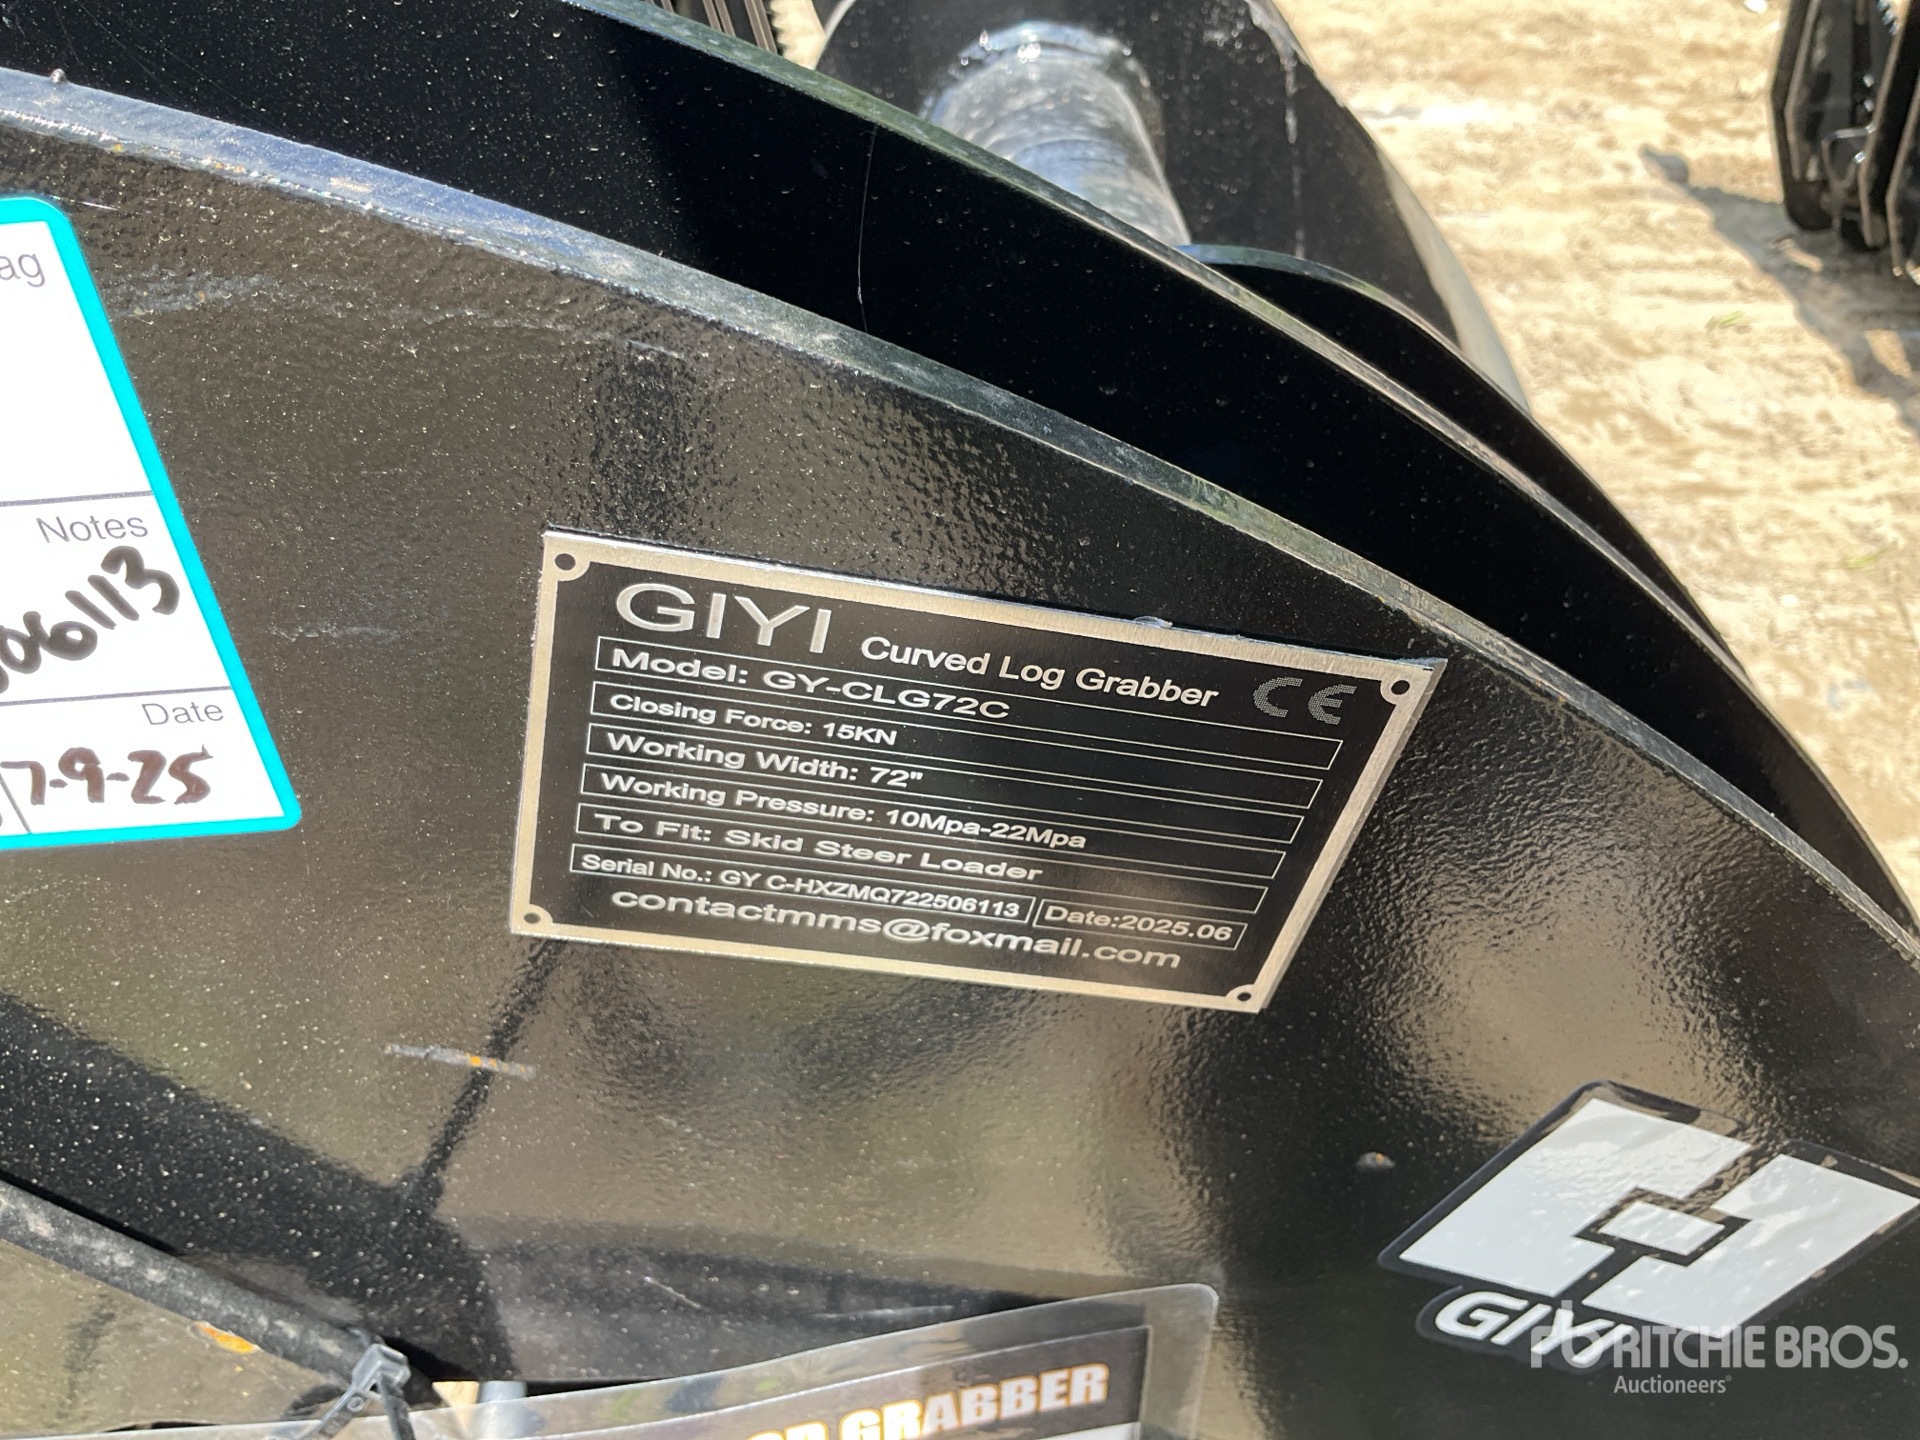 ag
Notes
06113
Date
7-9-25
GIYI Curved Log Grabber CE
Model: GY-CLG72C
Closing Force: 15KN
Working Width: 72"
Working Pressure: 10Mpa-22Mpa
To Fit: Skid Steer Loader
Serial No.: GY C-HXZMQ722506113 Date:2025.06
contactmms@foxmail.com
GIYI
GRABBER
RITCHIE BROS.
Auctioneers